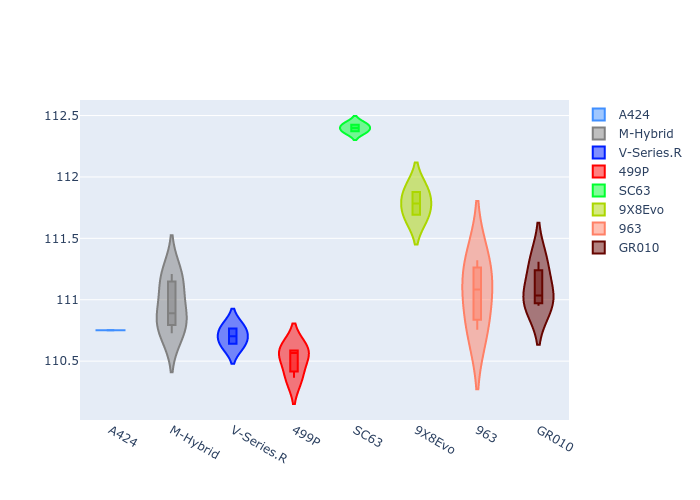 112.5
112
111.5
111
110.5
A424
M-Hybrid
V-Series.R
499P
SC63
9X8Evo
963
GR010
A424
M-Hybrid
V-Series.R
499P
SC63
9X8Evo
963
GR010